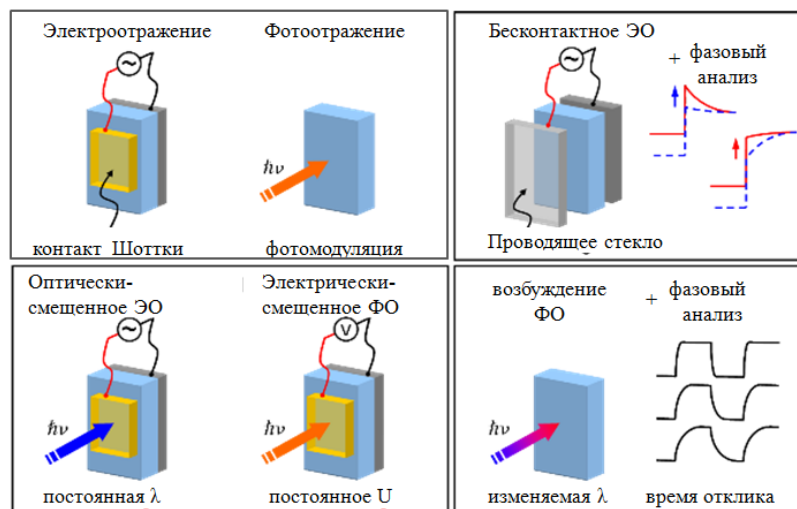 Электроотражение
Фотоотражение
ħν
контакт Шоттки
фотомодуляция
Бесконтактное ЭО
+ фазовый
анализ
Проводящее стекло
Оптически-
смещенное ЭО
ħν
постоянная λ
Электрически-
смещенное ФО
V
ħν
постоянное U
возбуждение
ФО
+ фазовый
анализ
ħν
изменяемая λ
время отклика